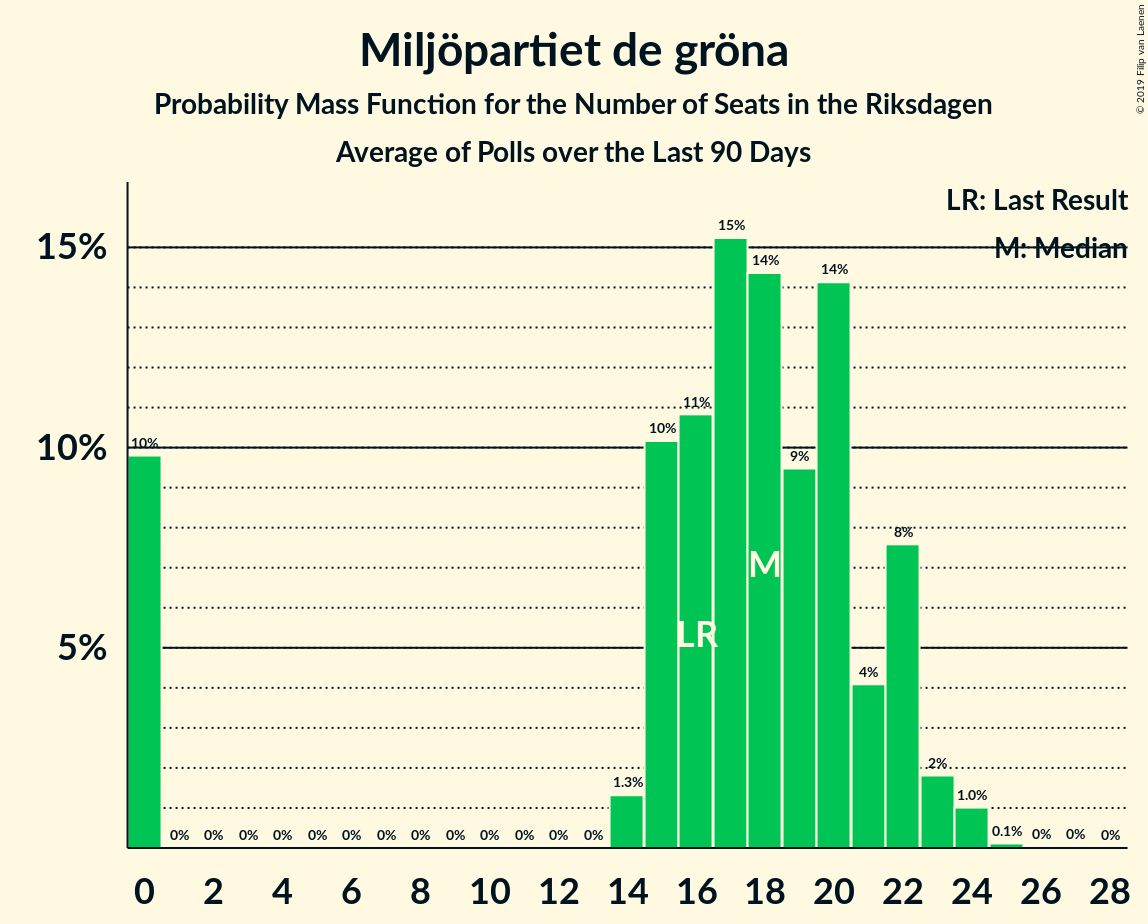 Miljöpartiet de gröna
Probability Mass Function for the Number of Seats in the Riksdagen
Average of Polls over the Last 90 Days
© 2019 Filip van Laenen
LR: Last Result
M: Median
15%
10%
5%
10% 0% 0% 0% 0% 0% 0% 0% 0% 0% 0% 0% 0% 0% 1.3% 10% 11% 15% 14% 9% 14% 4% 8% 2% 1.0% 0.1% 0% 0% 0%
M
LR
0 2 4 6 8 10 12 14 16 18 20 22 24 26 28